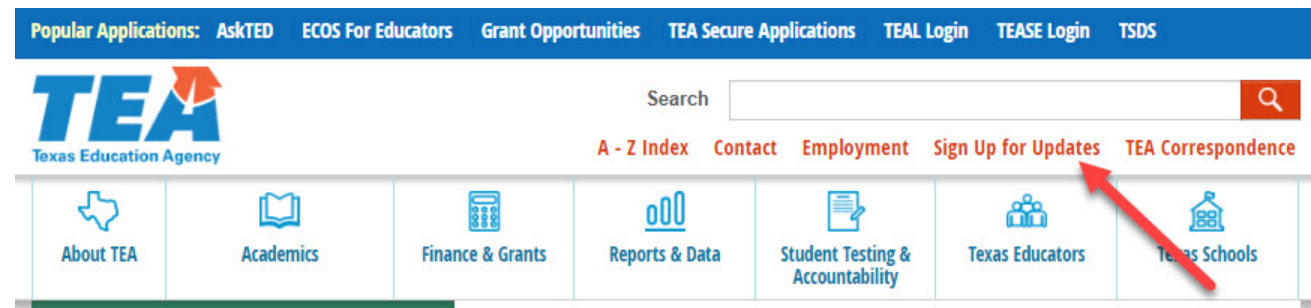 Popular Applications: AskTED ECOS For Educators Grant Opportunities TEA Secure Applications TEAL Login TEASE Login TSDS
TEA
Texas Education Agency
Search
A - Z Index Contact Employment Sign Up for Updates TEA Correspondence
About TEA Academics Finance & Grants Reports & Data Student Testing & Accountability Texas Educators Texas Schools